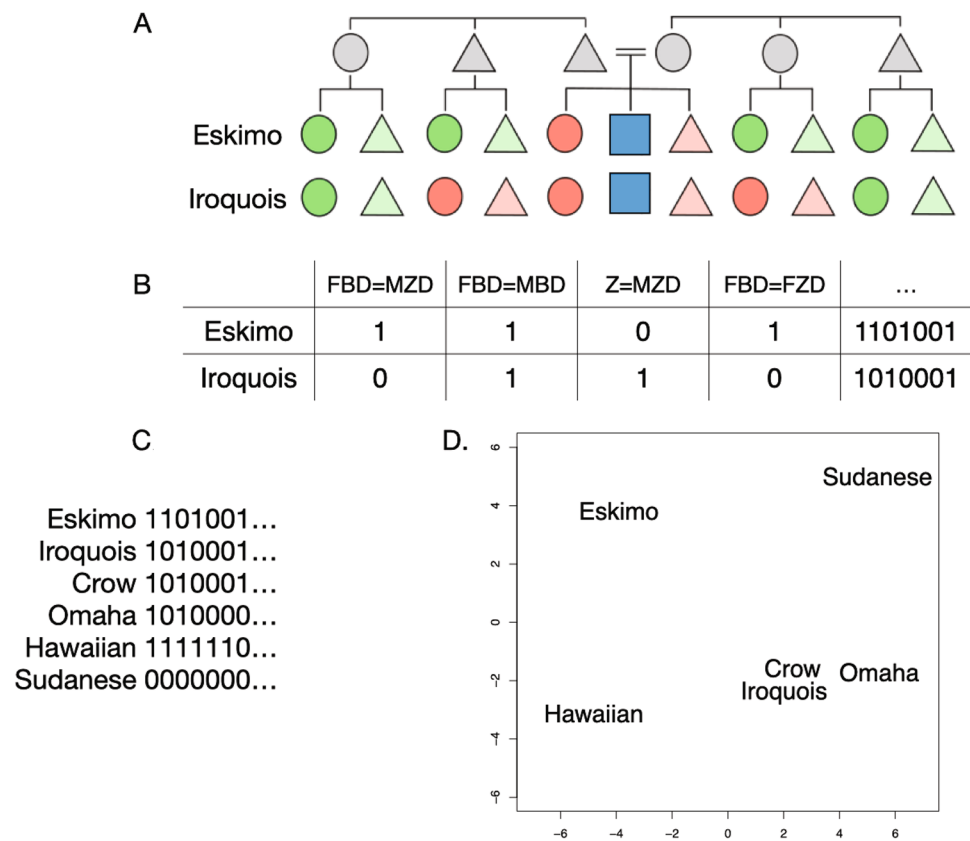 A
Eskimo
Iroquois
B
FBD=MZD FBD=MBD Z=MZD FBD=FZD ...
Eskimo 1 1 0 1 1101001
Iroquois 0 1 1 0 1010001
C
Eskimo 1101001...
Iroquois 1010001...
Crow 1010001...
Omaha 1010000...
Hawaiian 1111110...
Sudanese 0000000...
D.
6
4
2
0
−2
−4
−6
Sudanese
Eskimo
Crow Omaha
Iroquois
Hawaiian
−6 −4 −2 0 2 4 6